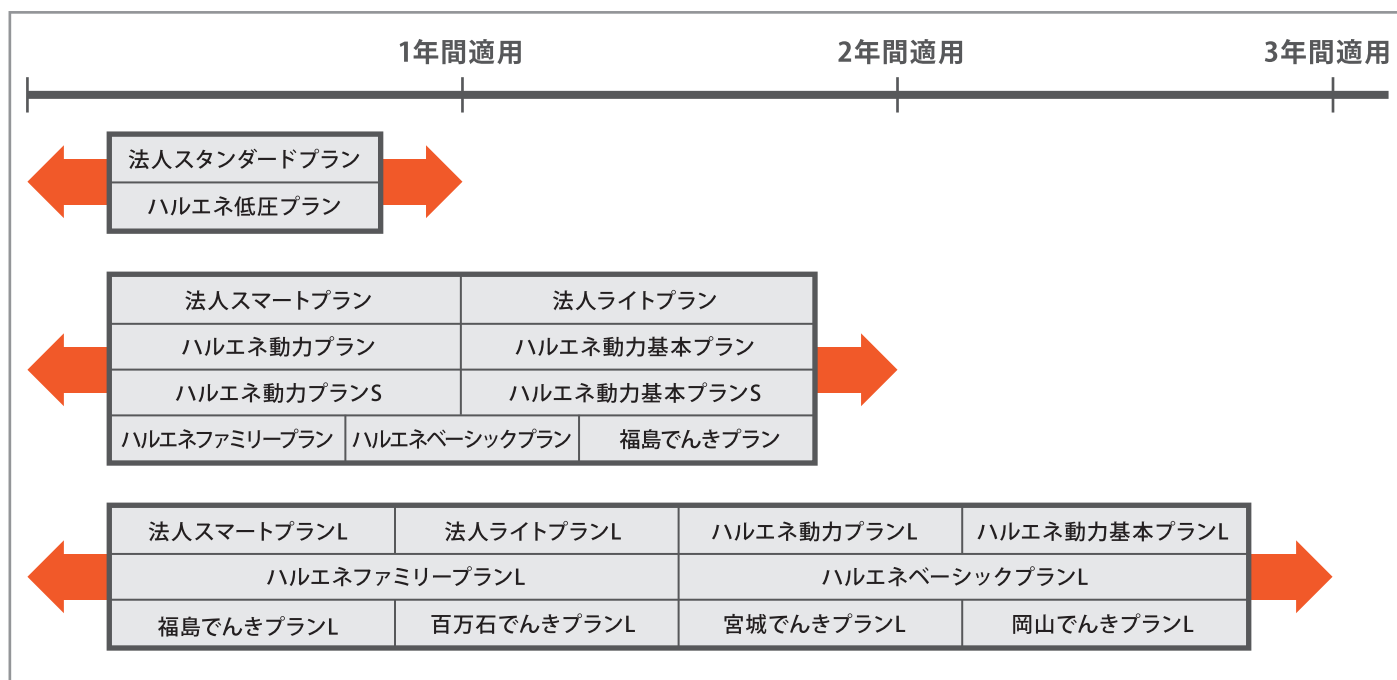 1年間適用
2年間適用
3年間適用
法人スタンダードプラン
ハルエネ低圧プラン
法人スマートプラン
法人ライトプラン
ハルエネ動力プラン
ハルエネ動力基本プラン
ハルエネ動力プランS
ハルエネ動力基本プランS
ハルエネファミリープラン
ハルエネベーシックプラン
福島でんきプラン
法人スマートプランL
法人ライトプランL
ハルエネ動力プランL
ハルエネ動力基本プランL
ハルエネファミリープランL
ハルエネベーシックプランL
福島でんきプランL
百万石でんきプランL
宮城でんきプランL
岡山でんきプランL